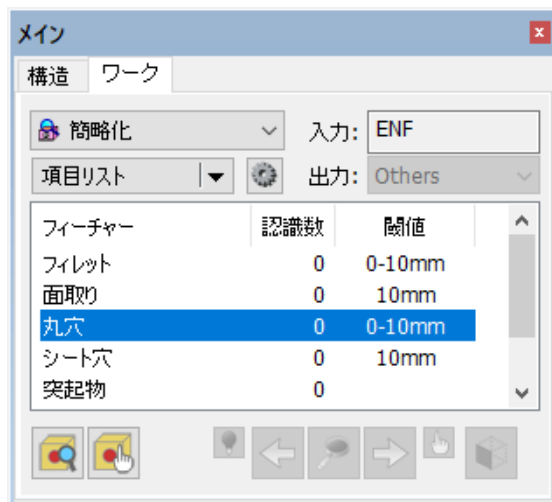 メイン
構造 ワーク
簡略化 入力: ENF
項目リスト 出力: Others
フィーチャー 認識数 閾値
フィレット 0 0-10mm
面取り 0 10mm
丸穴 0 0-10mm
シート穴 0 10mm
突起物 0